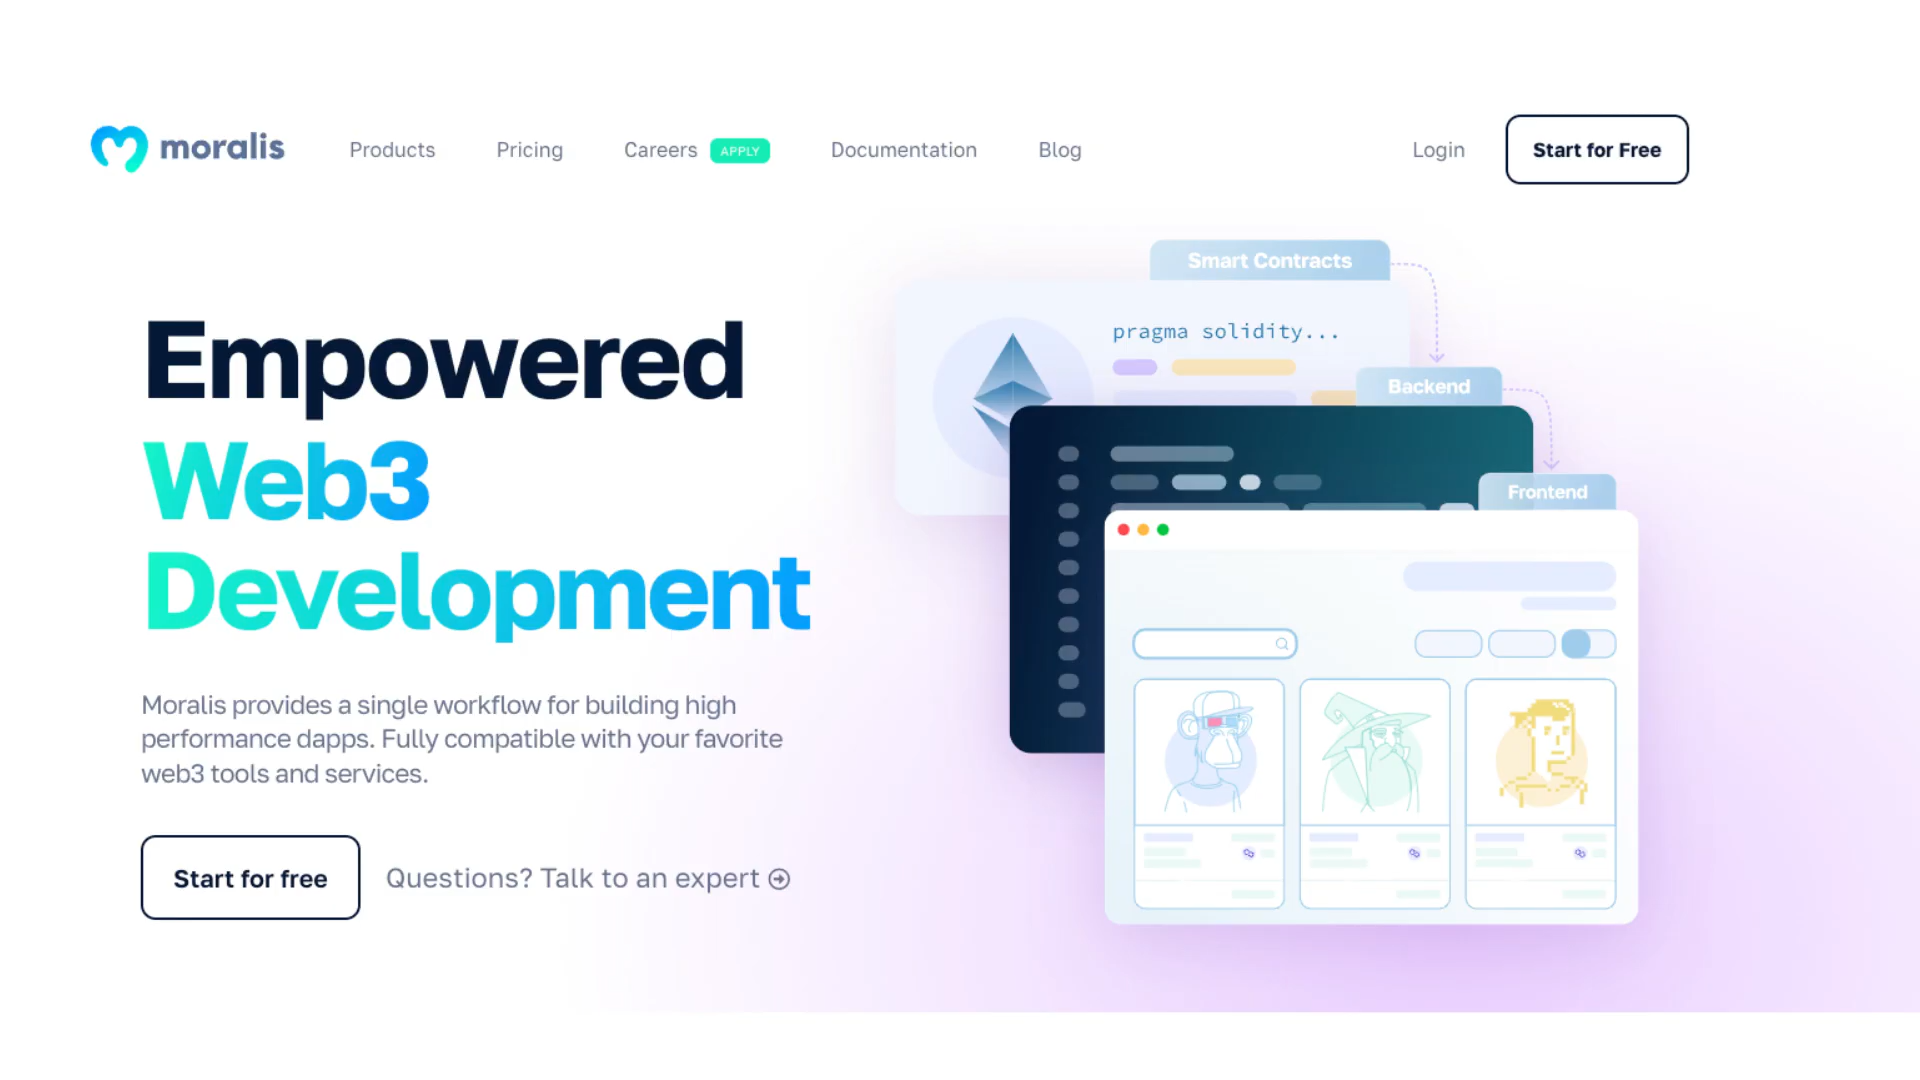 moralis
Products
Pricing
Careers APPLY
Documentation
Blog
Login
Start for Free
Empowered
Web3
Development
Moralis provides a single workflow for building high
performance dapps. Fully compatible with your favorite
web3 tools and services.
Start for free
Questions? Talk to an expert
Smart Contracts
pragma solidity...
Backend
Frontend